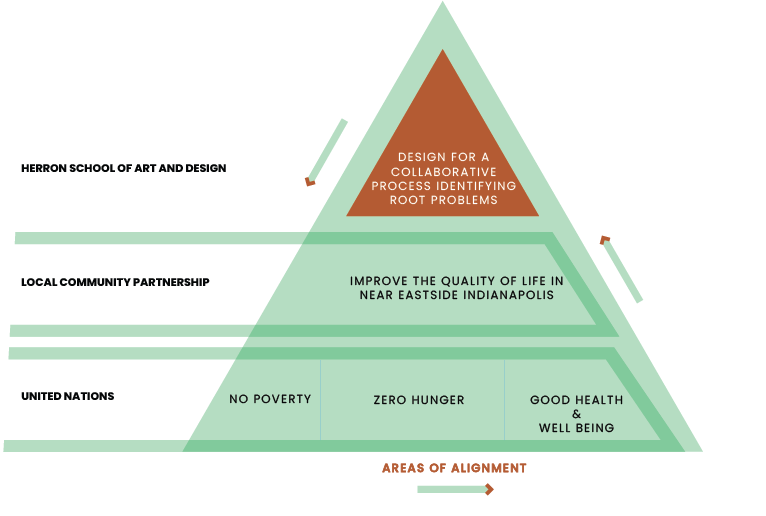 HERRON SCHOOL OF ART AND DESIGN
DESIGN FOR A
COLLABORATIVE
PROCESS IDENTIFYING
ROOT PROBLEMS
LOCAL COMMUNITY PARTNERSHIP
IMPROVE THE QUALITY OF LIFE IN
NEAR EASTSIDE INDIANAPOLIS
UNITED NATIONS
NO POVERTY
ZERO HUNGER
GOOD HEALTH
&
WELL BEING
AREAS OF ALIGNMENT